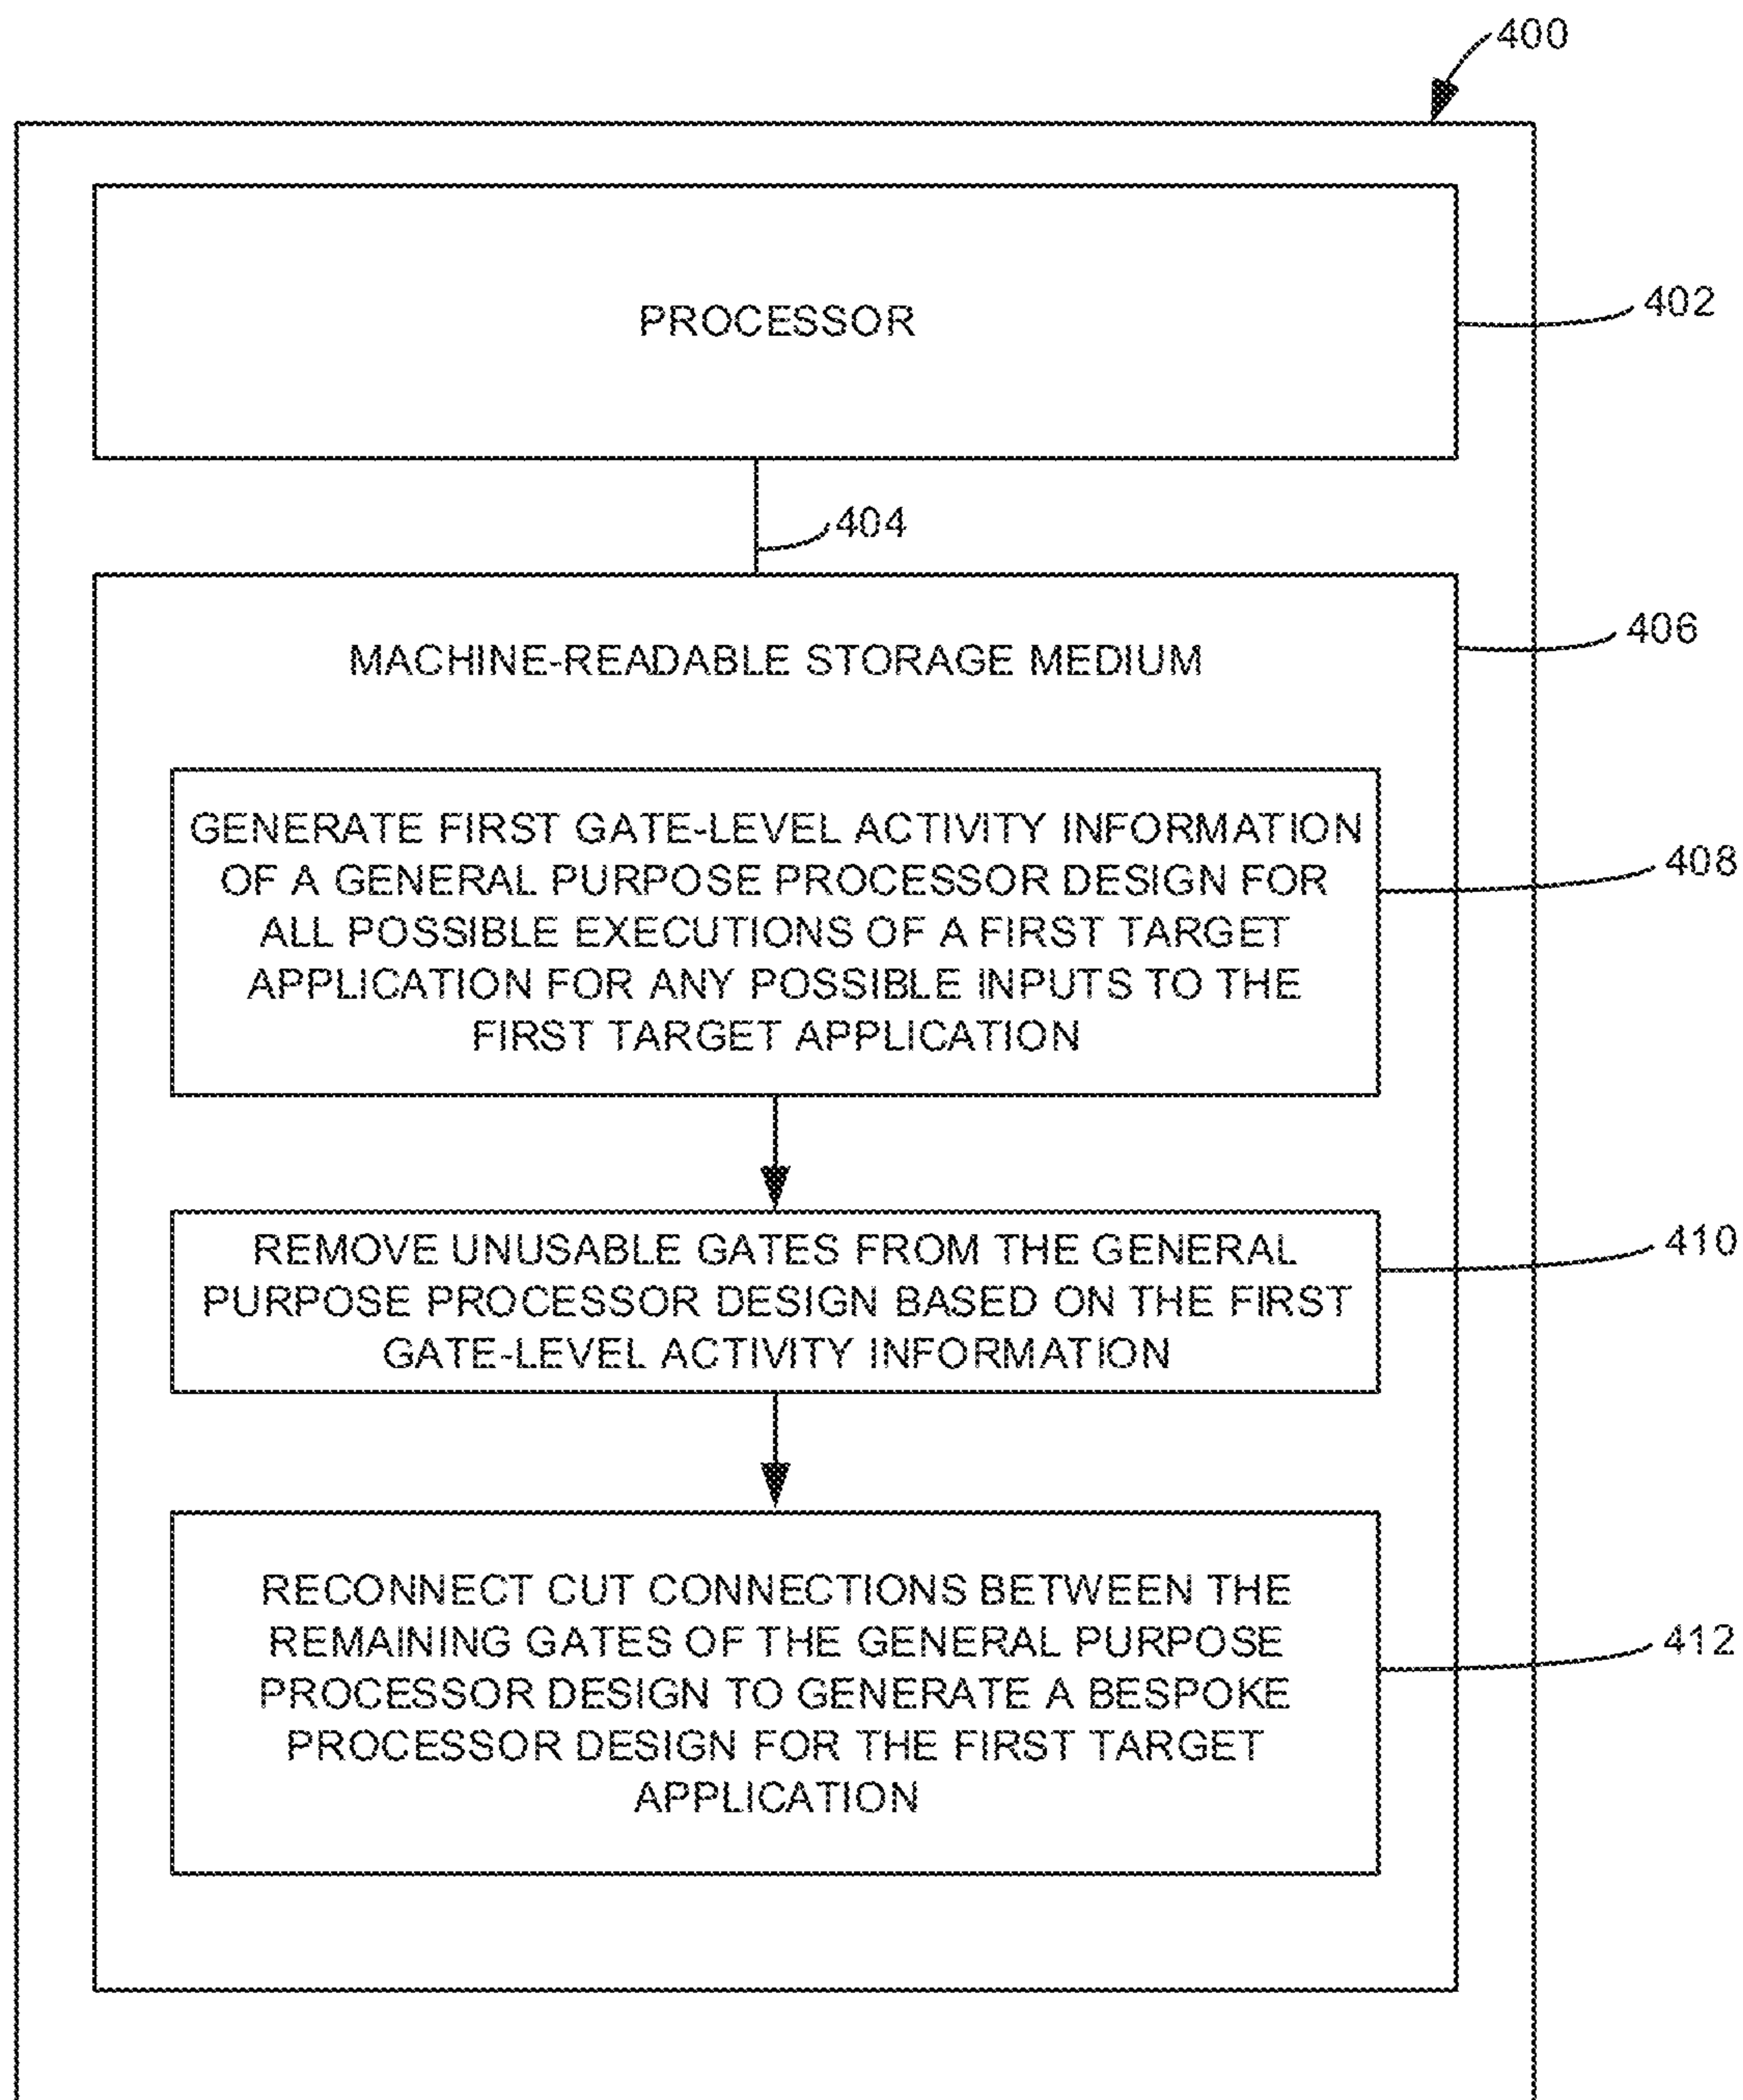 400
PROCESSOR
402
404
406
MACHINE-READABLE STORAGE MEDIUM
GENERATE FIRST GATE-LEVEL ACTIVITY INFORMATION
OF A GENERAL PURPOSE PROCESSOR DESIGN FOR
ALL POSSIBLE EXECUTIONS OF A FIRST TARGET
APPLICATION FOR ANY POSSIBLE INPUTS TO THE
FIRST TARGET APPLICATION
408
REMOVE UNUSABLE GATES FROM THE GENERAL
PURPOSE PROCESSOR DESIGN BASED ON THE FIRST
GATE-LEVEL ACTIVITY INFORMATION
410
RECONNECT CUT CONNECTIONS BETWEEN THE
REMAINING GATES OF THE GENERAL PURPOSE
PROCESSOR DESIGN TO GENERATE A BESPOKE
PROCESSOR DESIGN FOR THE FIRST TARGET
APPLICATION
412